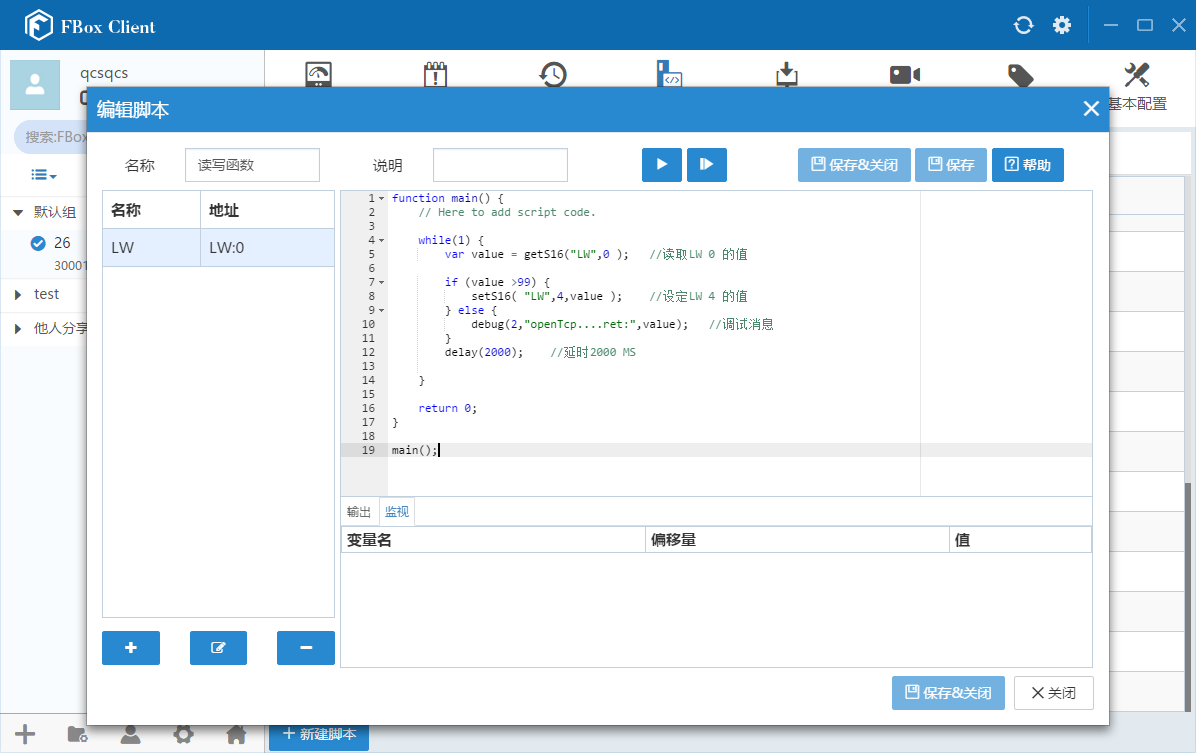 FBox Client
qcsqcs
基本配置
编辑脚本
搜索:FBox
名称 读写函数 说明 保存&关闭 保存 帮助
默认组
26
30001
test
他人分享
名称 地址
LW LW:0
1 function main() {
2 // Here to add script code.
3
4 while(1) {
5 var value = getS16("LW",0 ); //读取LW 0 的值
6
7 if (value >99) {
8 setS16( "LW",4,value ); //设定LW 4 的值
9 } else {
10 debug(2,"openTcp....ret:",value); //调试消息
11 }
12 delay(2000); //延时2000 MS
13
14 }
15
16 return 0;
17 }
18
19 main();
输出 监视
变量名 偏移量 值
保存&关闭 关闭
新建脚本